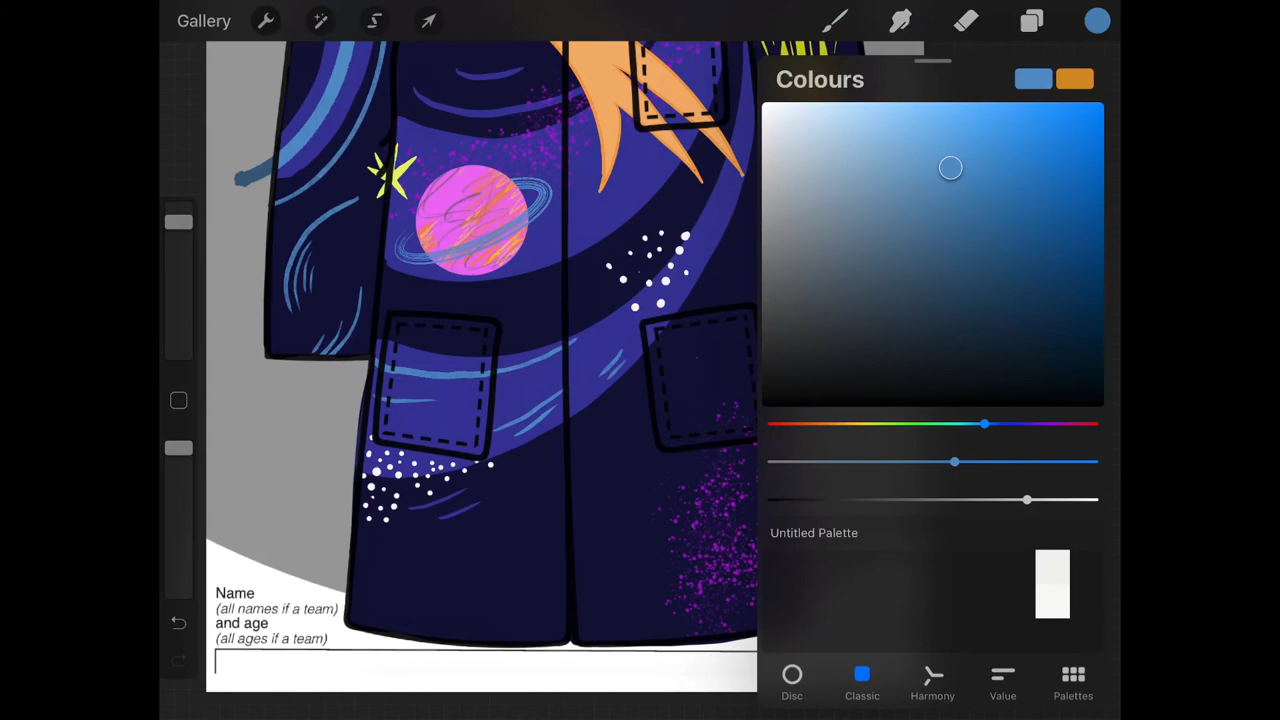 Gallery
Colours
Untitled Palette
Name
(all names if a team)
and age
(all ages if a team)
Disc
Classic
Harmony
Value
Palettes